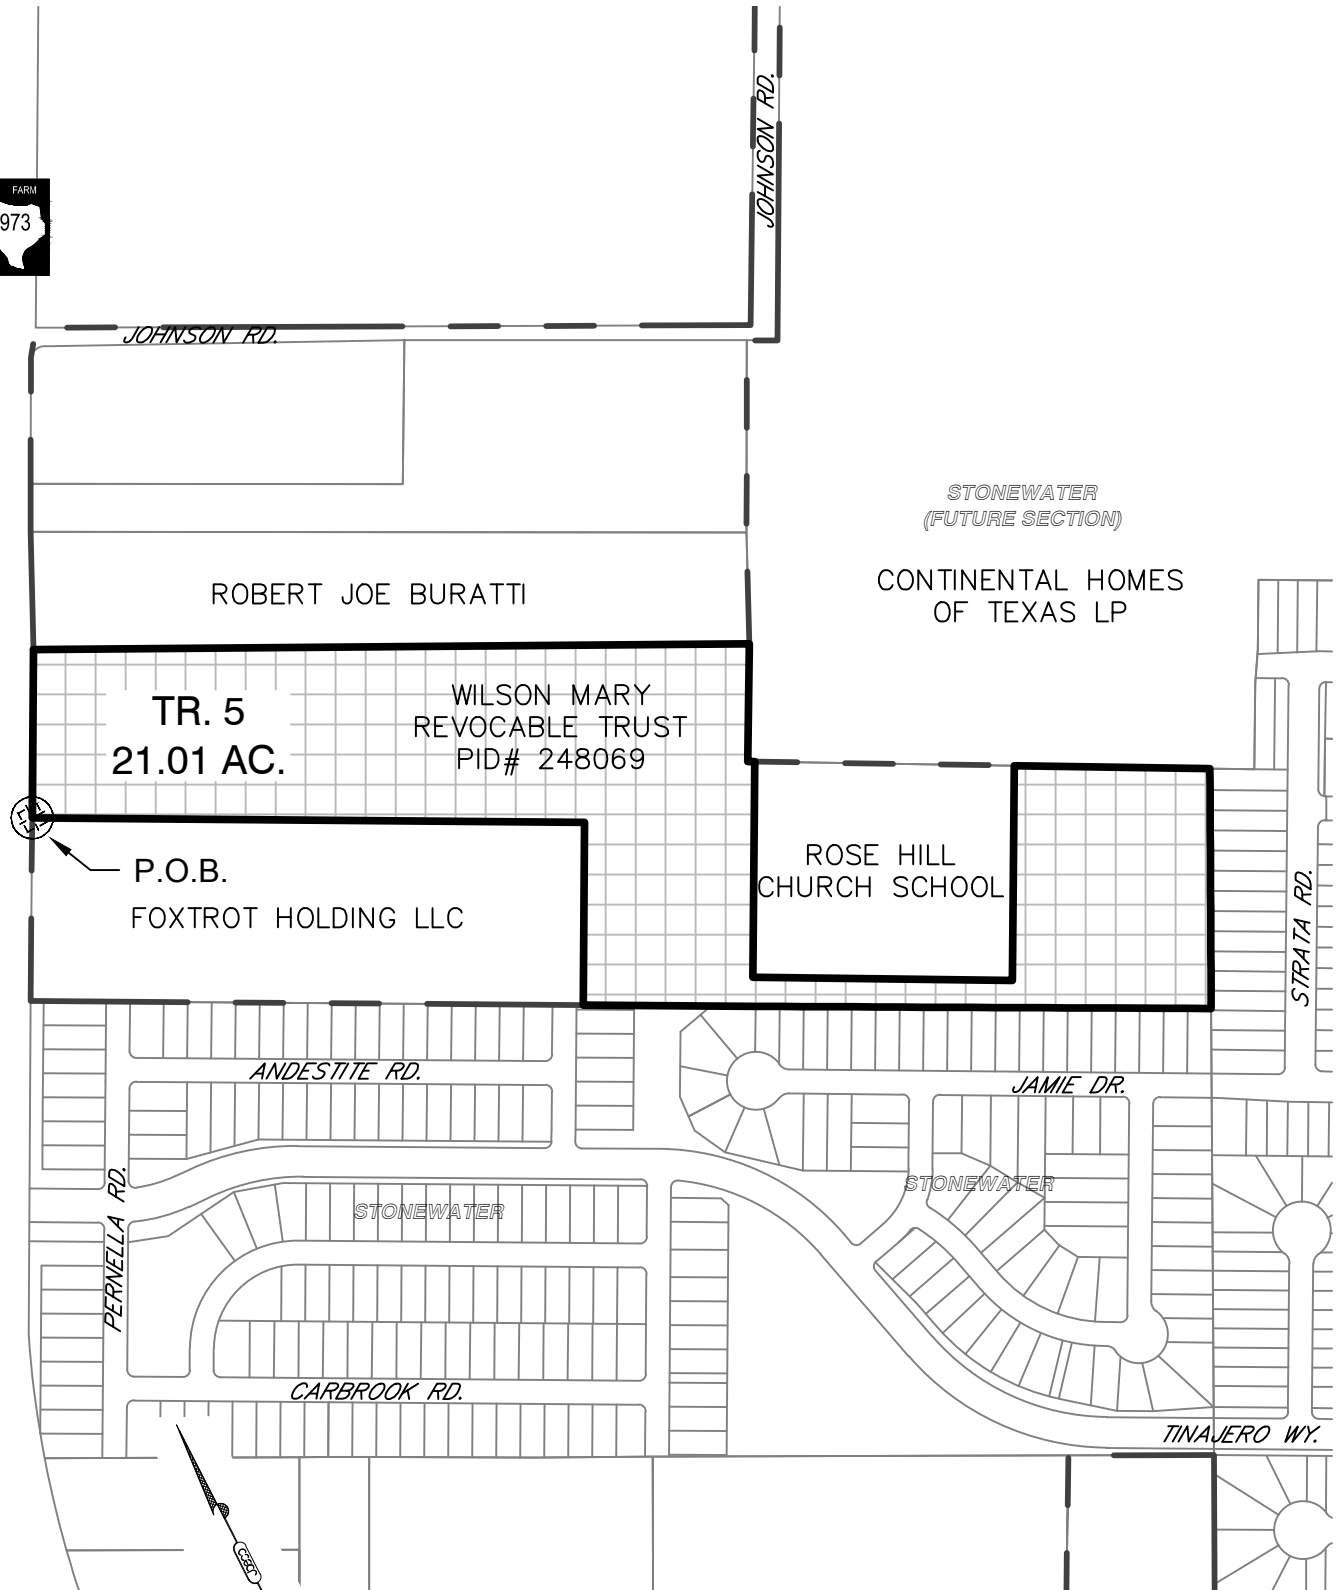 JOHNSON RD.
FARM
973
JOHNSON RD.
STONEWATER
(FUTURE SECTION)
CONTINENTAL HOMES
OF TEXAS LP
ROBERT JOE BURATTI
TR. 5
21.01 AC.
WILSON MARY
REVOCABLE TRUST
PID# 248069
ROSE HILL
CHURCH SCHOOL
P.O.B.
FOXTROT HOLDING LLC
STRATA RD.
ANDESTITE RD.
JAMIE DR.
PERNELLA RD.
STONEWATER
STONEWATER
CARBROOK RD.
TINAJERO WY.